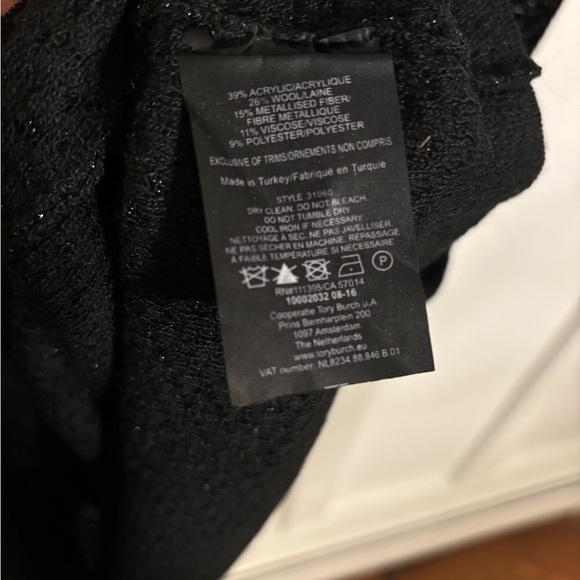 39% ACRYLIC/ACRYLIQUE
26% WOOL/LAINE
15% METALLISED FIBER/
FIBRE METALLIQUE
11% VISCOSE/VISCOSE
9% POLYESTER/POLYESTER
EXCLUSIVE OF TRIMS/ORNEMENTS NON COMPRIS
Made in Turkey/Fabriqué en Turquie
STYLE 31060
DRY CLEAN. DO NOT BLEACH.
DO NOT TUMBLE DRY.
COOL IRON IF NECESSARY
NETTOYAGE À SEC. NE PAS JAVELLISER.
NE PAS SÉCHER EN MACHINE. REPASSAGE
À FAIBLE TEMPÉRATURE SI NÉCESSAIRE
P
RN#111395/CA 57014
10002032 08-16
Cooperatie Tory Burch u.A
Prins Bernharplein 200
1097 Amsterdam
The Netherlands
www.toryburch.eu
VAT number: NL8234.88.846.B.01